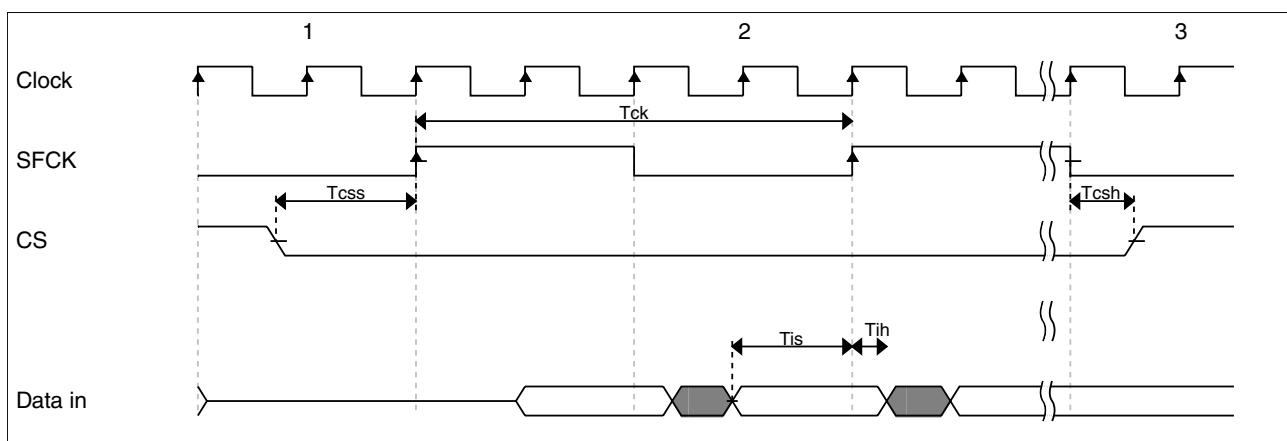 1 2 3
Clock
Tck
SFCK
Tcss Tcsh
CS
Tis Tih
Data in